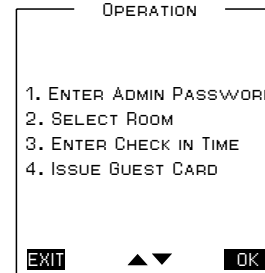 OPERATION
1. ENTER ADMIN PASSWOR
2. SELECT ROOM
3. ENTER CHECK IN TIME
4. ISSUE GUEST CARD
EXIT ▲▼ OK